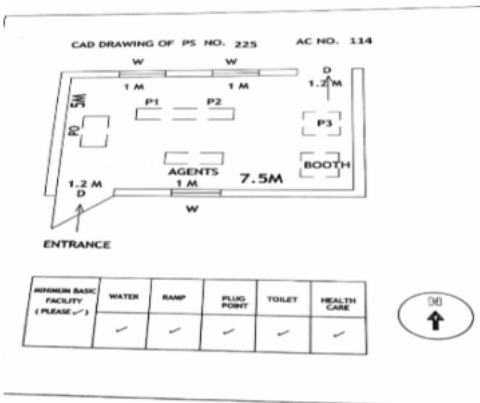 CAD DRAWING OF PS NO. 225 AC NO. 114
W W D
1 M 1 M 1.2 M
5M
P1 P2
P3
PO
AGENTS BOOTH
1.2 M 1 M 7.5M
D
W
ENTRANCE
MINIMUM BASIC FACILITY (PLEASE ✓) WATER RAMP PLUG POINT TOILET HEALTH CARE
✓ ✓ ✓ ✓ ✓
N